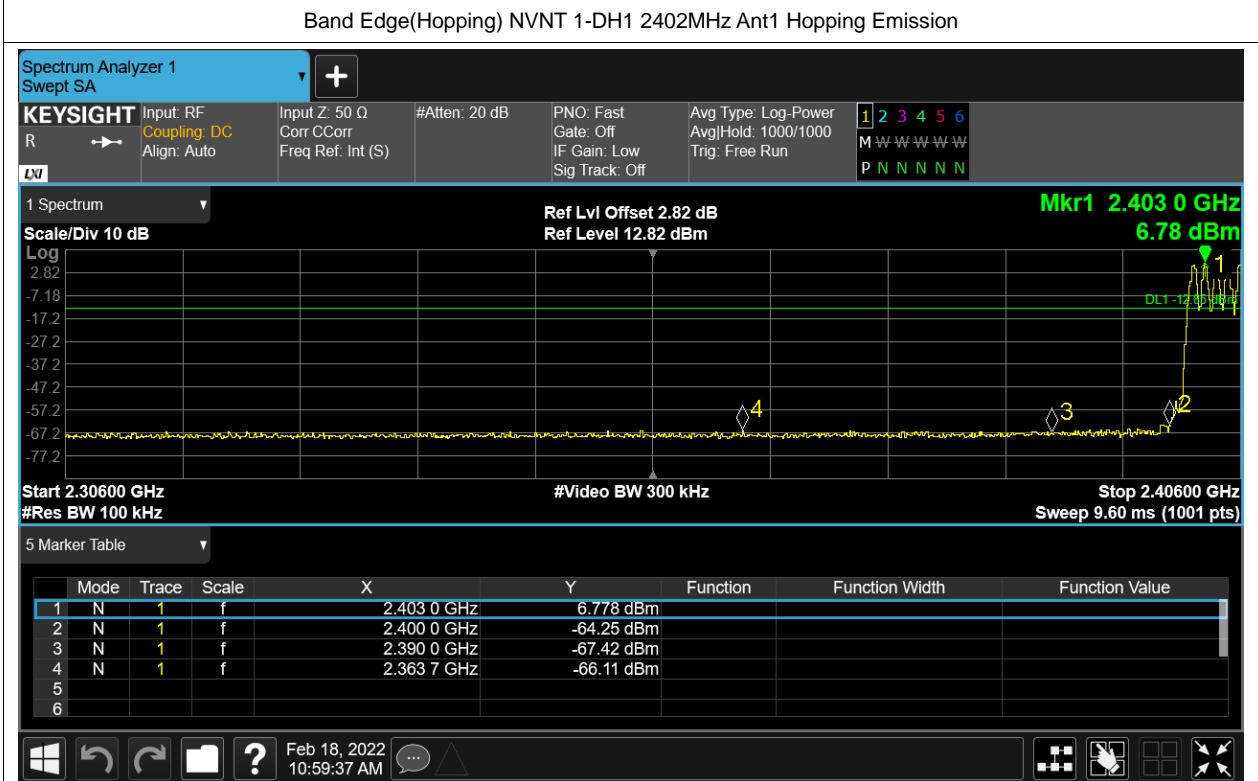 Band Edge(Hopping) NVNT 1-DH1 2402MHz Ant1 Hopping Emission
Spectrum Analyzer 1
Swept SA
+
KEYSIGHT
R
LXI
Input: RF
Coupling: DC
Align: Auto
Input Z: 50 Ω
Corr CCorr
Freq Ref: Int (S)
#Atten: 20 dB
PNO: Fast
Gate: Off
IF Gain: Low
Sig Track: Off
Avg Type: Log-Power
Avg|Hold: 1000/1000
Trig: Free Run
1 2 3 4 5 6
M W W W W W
P N N N N N
1 Spectrum
Scale/Div 10 dB
Ref Lvl Offset 2.82 dB
Ref Level 12.82 dBm
Mkr1 2.403 0 GHz
6.78 dBm
Log
2.82
-7.18
-17.2
-27.2
-37.2
-47.2
-57.2
-67.2
-77.2
1
DL1 -12.85 dBm
4
3
2
Start 2.30600 GHz
#Res BW 100 kHz
#Video BW 300 kHz
Stop 2.40600 GHz
Sweep 9.60 ms (1001 pts)
5 Marker Table
Mode Trace Scale X Y Function Function Width Function Value
1 N 1 f 2.403 0 GHz 6.778 dBm
2 N 1 f 2.400 0 GHz -64.25 dBm
3 N 1 f 2.390 0 GHz -67.42 dBm
4 N 1 f 2.363 7 GHz -66.11 dBm
5
6
?
Feb 18, 2022
10:59:37 AM